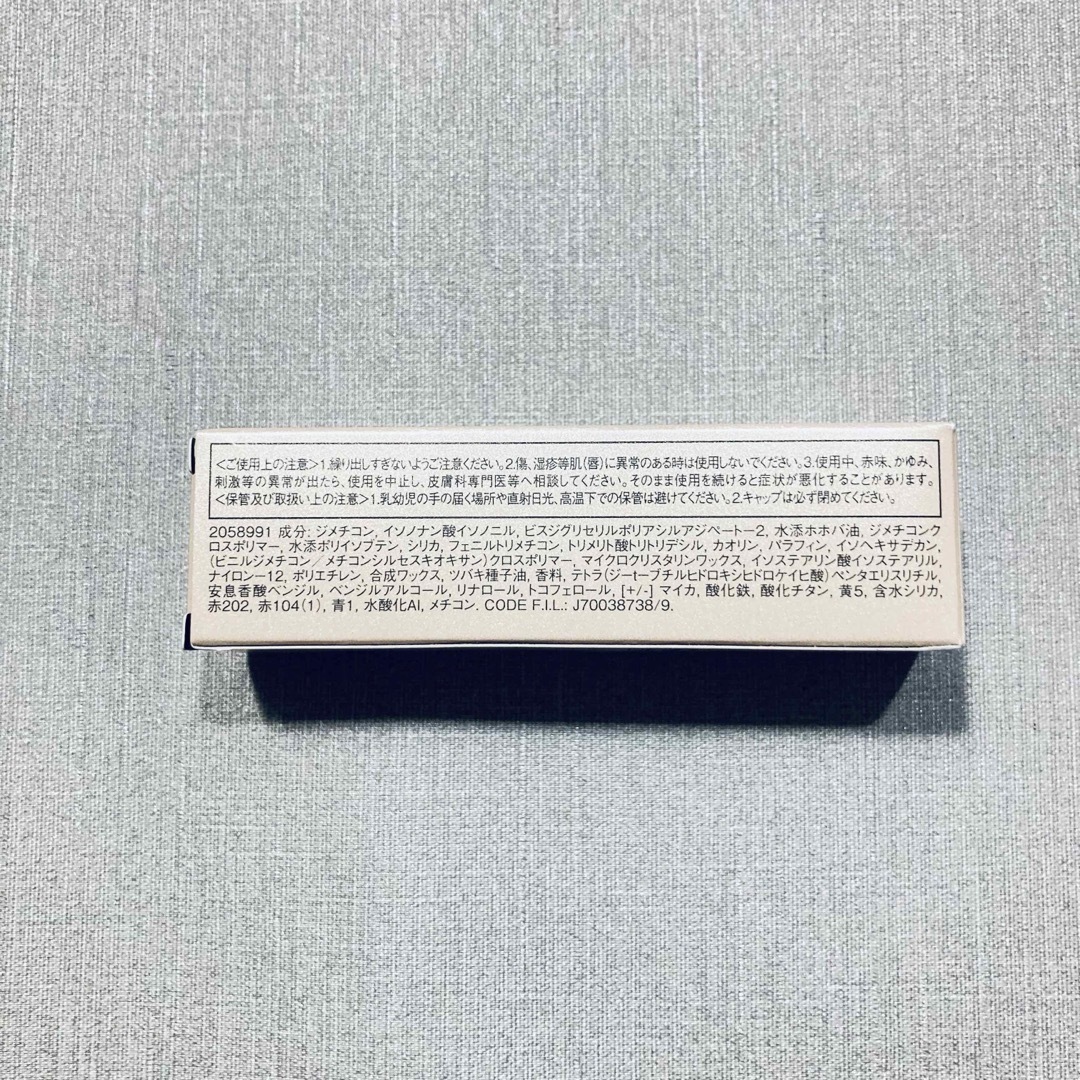 <ご使用上の注意>1.繰り出しすぎないようご注意ください。2.傷、湿疹等肌(唇)に異常のある時は使用しないでください。3.使用中、赤味、かゆみ、
刺激等の異常が出たら、使用を中止し、皮膚科専門医等へ相談してください。そのまま使用を続けると症状が悪化することがあります。
<保管及び取扱い上の注意>1.乳幼児の手の届く場所や直射日光、高温下での保管は避けてください。2.キャップは必ず閉めてください。
2058991 成分: ジメチコン, イソノナン酸イソノニル, ビスジグリセリルポリアシルアジペート-2, 水添ホホバ油, ジメチコンク
ロスポリマー, 水添ポリイソブテン, シリカ, フェニルトリメチコン, トリメリト酸トリトリデシル, カオリン, パラフィン, イソヘキサデカン,
(ビニルジメチコン/メチコンシルセスキオキサン)クロスポリマー, マイクロクリスタリンワックス, イソステアリン酸イソステアリル,
ナイロン-12, ポリエチレン, 合成ワックス, ツバキ種子油, 香料, テトラ(ジ-t-ブチルヒドロキシヒドロケイヒ酸)ペンタエリスリチル,
安息香酸ベンジル, ベンジルアルコール, リナロール, トコフェロール, [+/-] マイカ, 酸化鉄, 酸化チタン, 黄5, 含水シリカ,
赤202, 赤104(1), 青1, 水酸化Al, メチコン. CODE F.I.L.: J70038738/9.